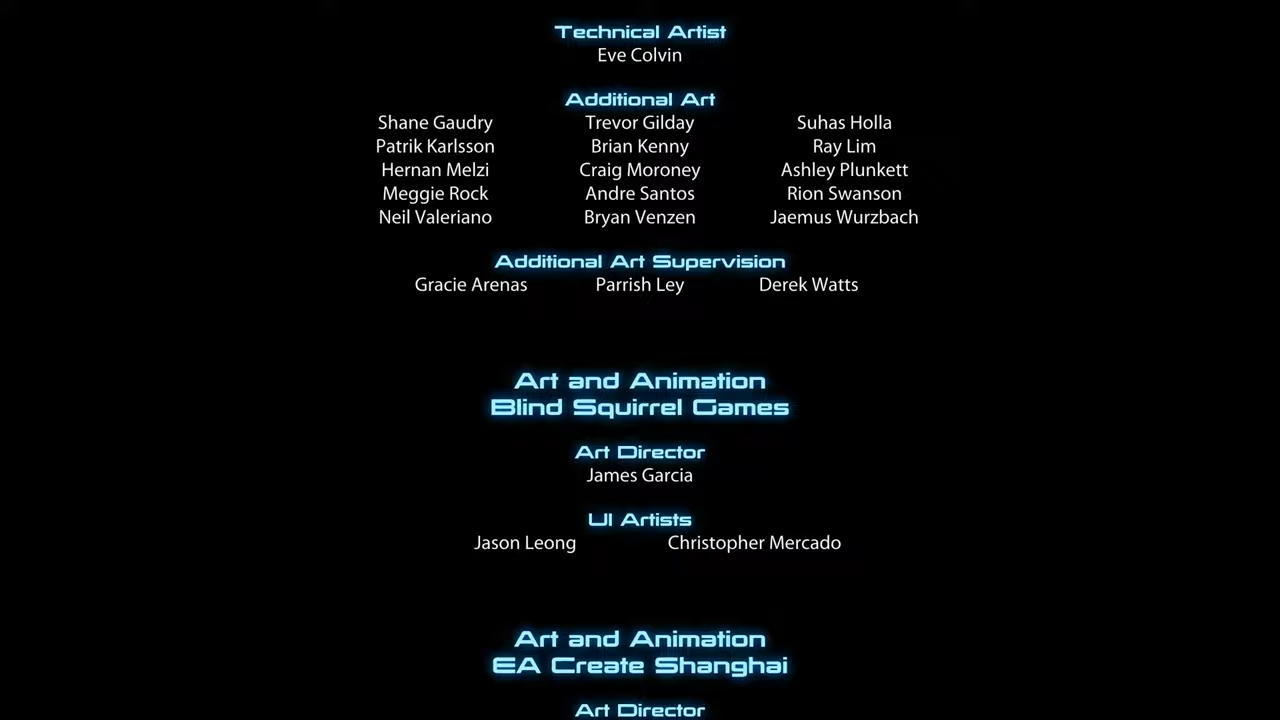 Technical Artist
Eve Colvin
Additional Art
Shane Gaudry Trevor Gilday Suhas Holla
Patrik Karlsson Brian Kenny Ray Lim
Hernan Melzi Craig Moroney Ashley Plunkett
Meggie Rock Andre Santos Rion Swanson
Neil Valeriano Bryan Venzen Jaemus Wurzbach
Additional Art Supervision
Gracie Arenas Parrish Ley Derek Watts
Art and Animation
Blind Squirrel Games
Art Director
James Garcia
UI Artists
Jason Leong Christopher Mercado
Art and Animation
EA Create Shanghai
Art Director